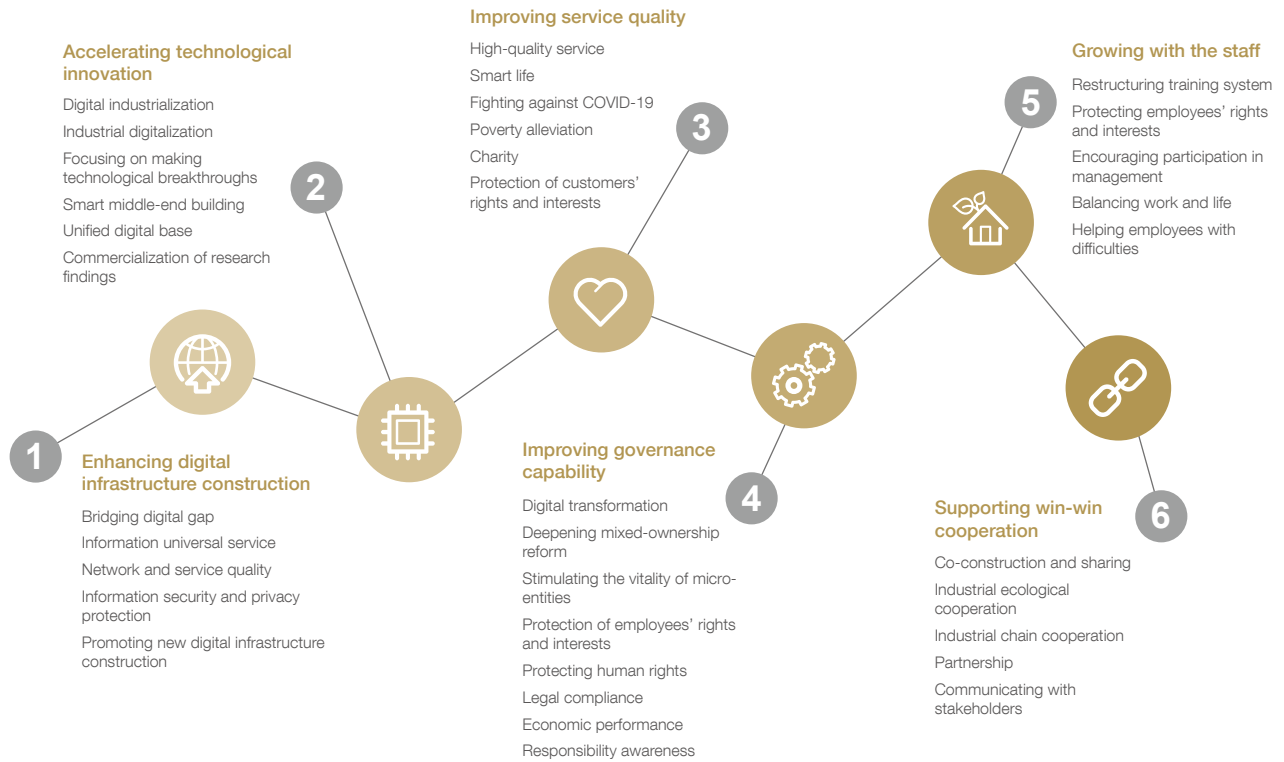 1
Enhancing digital
infrastructure construction
Bridging digital gap
Information universal service
Network and service quality
Information security and privacy
protection
Promoting new digital infrastructure
construction
Accelerating technological
innovation
Digital industrialization
Industrial digitalization
Focusing on making
technological breakthroughs
Smart middle-end building
Unified digital base
Commercialization of research
findings
2
Improving service quality
High-quality service
Smart life
Fighting against COVID-19
Poverty alleviation
Charity
Protection of customers’
rights and interests
3
Improving governance
capability
4
Digital transformation
Deepening mixed-ownership
reform
Stimulating the vitality of micro-
entities
Protection of employees’ rights
and interests
Protecting human rights
Legal compliance
Economic performance
Responsibility awareness
Growing with the staff
5
Restructuring training system
Protecting employees’ rights
and interests
Encouraging participation in
management
Balancing work and life
Helping employees with
difficulties
Supporting win-win
cooperation
6
Co-construction and sharing
Industrial ecological
cooperation
Industrial chain cooperation
Partnership
Communicating with
stakeholders